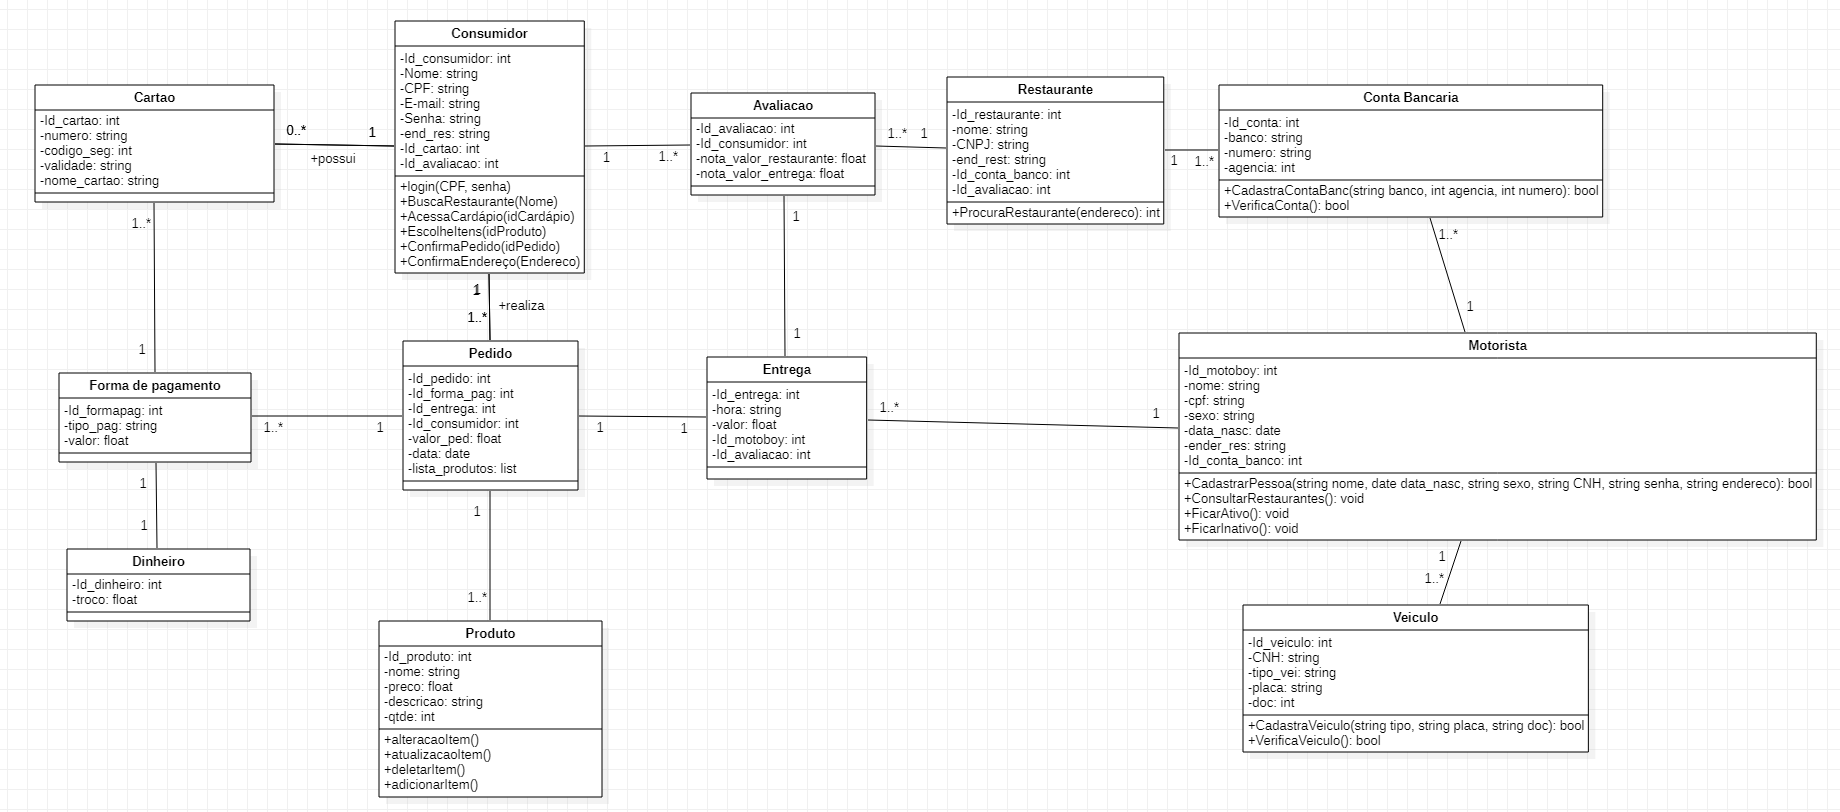 Consumidor
-Id_consumidor: int
-Nome: string
-CPF: string
-E-mail: string
-Senha: string
-end_res: string
-Id_cartao: int
-Id_avaliacao: int
+login(CPF, senha)
+BuscaRestaurante(Nome)
+AcessaCardápio(idCardápio)
+EscolheItens(idProduto)
+ConfirmaPedido(idPedido)
+ConfirmaEndereço(Endereco)
Cartao
-Id_cartao: int
-numero: string
-codigo_seg: int
-validade: string
-nome_cartao: string
0..*
1
+possui
Avaliacao
-Id_avaliacao: int
-Id_consumidor: int
-nota_valor_restaurante: float
-nota_valor_entrega: float
1
1..*
Restaurante
-Id_restaurante: int
-nome: string
-CNPJ: string
-end_rest: string
-Id_conta_banco: int
-Id_avaliacao: int
+ProcuraRestaurante(endereco): int
1..*
1
Conta Bancaria
-Id_conta: int
-banco: string
-numero: string
-agencia: int
+CadastraContaBanc(string banco, int agencia, int numero): bool
+VerificaConta(): bool
1
1..*
1..*
1
1
1..*
+realiza
1
1
1..*
1
Forma de pagamento
-Id_formapag: int
-tipo_pag: string
-valor: float
1..*
1
Pedido
-Id_pedido: int
-Id_forma_pag: int
-Id_entrega: int
-Id_consumidor: int
-valor_ped: float
-data: date
-lista_produtos: list
1
1
Entrega
-Id_entrega: int
-hora: string
-valor: float
-Id_motoboy: int
-Id_avaliacao: int
1..*
1
Motorista
-Id_motoboy: int
-nome: string
-cpf: string
-sexo: string
-data_nasc: date
-ender_res: string
-Id_conta_banco: int
+CadastrarPessoa(string nome, date data_nasc, string sexo, string CNH, string senha, string endereco): bool
+ConsultarRestaurantes(): void
+FicarAtivo(): void
+FicarInativo(): void
1
1
Dinheiro
-Id_dinheiro: int
-troco: float
1
1..*
Produto
-Id_produto: int
-nome: string
-preco: float
-descricao: string
-qtde: int
+alteracaoItem()
+atualizacaoItem()
+deletarItem()
+adicionarItem()
1
1..*
Veiculo
-Id_veiculo: int
-CNH: string
-tipo_vei: string
-placa: string
-doc: int
+CadastraVeiculo(string tipo, string placa, string doc): bool
+VerificaVeiculo(): bool